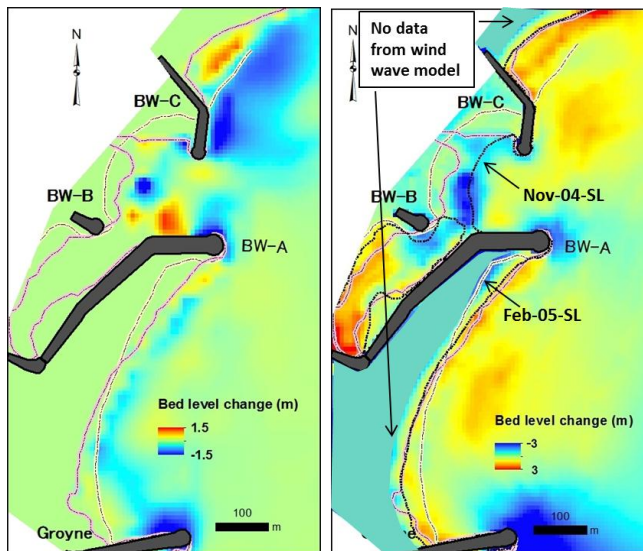 N
BW-C
BW-B
BW-A
Bed level change (m)
1.5
-1.5
100
m
Groyne
No data
from wind
wave model
N
BW-C
Nov-04-SL
BW-B
BW-A
Feb-05-SL
Bed level change (m)
-3
3
100
m